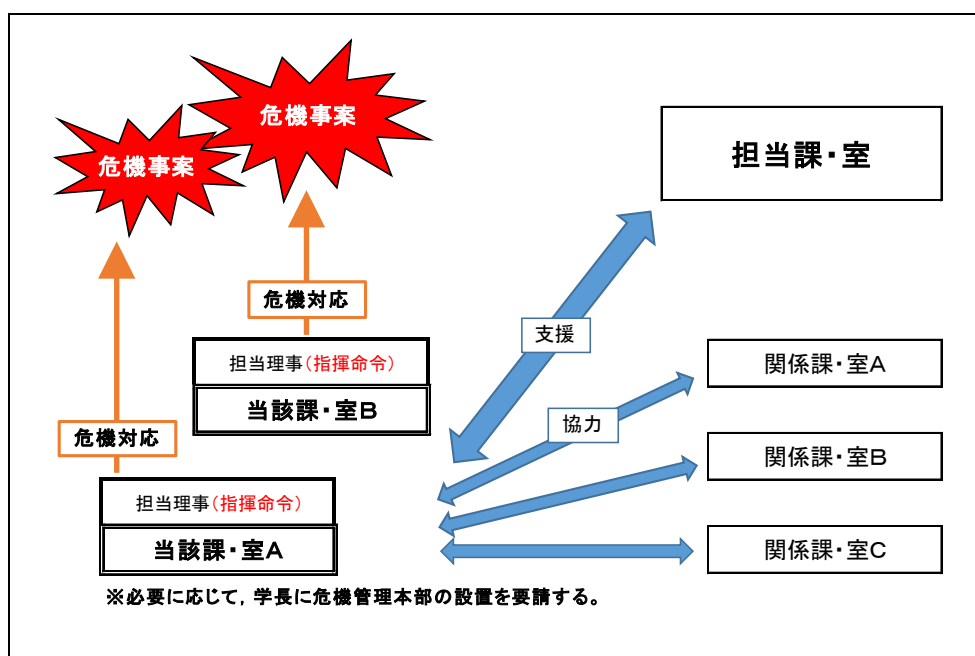 危機事案
危機事案
担当課・室
危機対応
支援
担当理事(指揮命令)
当該課・室B
関係課・室A
協力
危機対応
関係課・室B
担当理事(指揮命令)
当該課・室A
関係課・室C
※必要に応じて,学長に危機管理本部の設置を要請する。